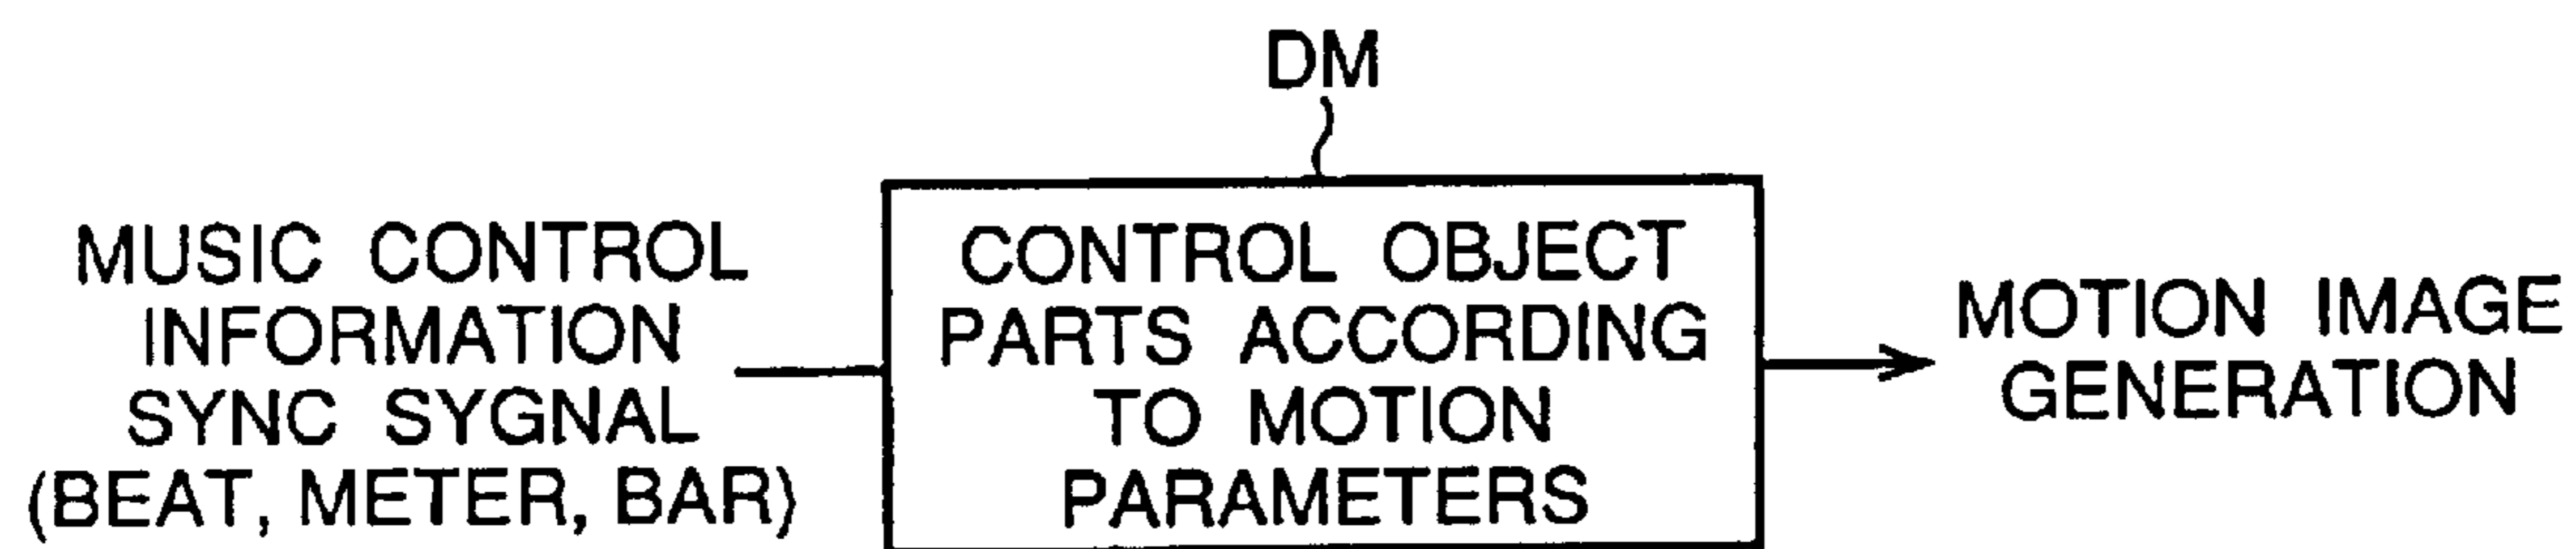 DM
MUSIC CONTROL
INFORMATION
SYNC SYGNAL
(BEAT, METER, BAR)
CONTROL OBJECT
PARTS ACCORDING
TO MOTION
PARAMETERS
MOTION IMAGE
GENERATION